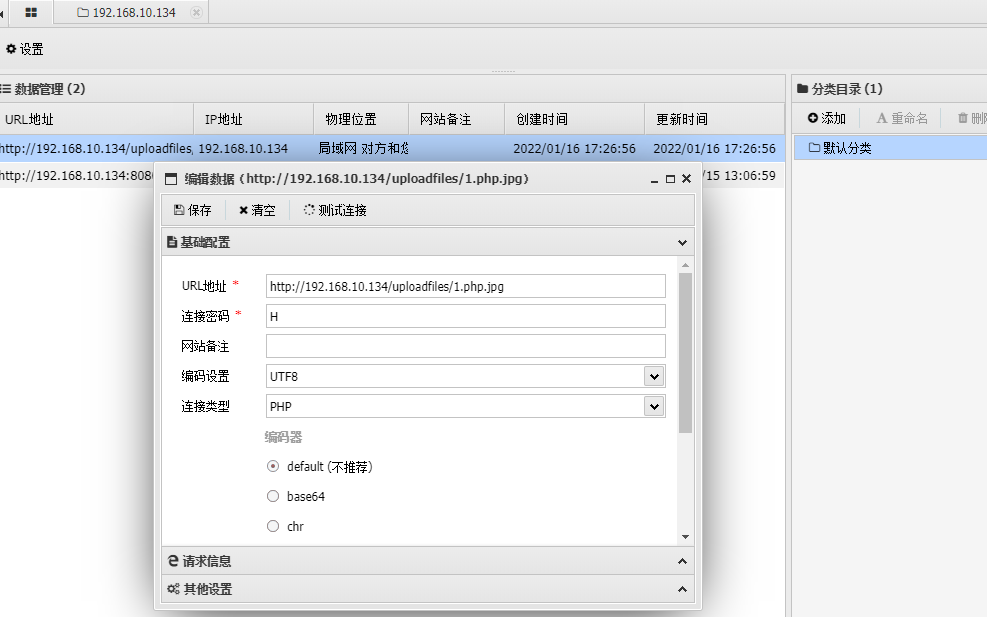 192.168.10.134
设置
数据管理 (2)
分类目录 (1)
URL地址 IP地址 物理位置 网站备注 创建时间 更新时间
添加 重命名
http://192.168.10.134/uploadfiles, 192.168.10.134 局域网 对方和您 2022/01/16 17:26:56 2022/01/16 17:26:56
默认分类
http://192.168.10.134:808 /15 13:06:59
编辑数据 (http://192.168.10.134/uploadfiles/1.php.jpg)
保存 清空 测试连接
基础配置
URL地址 * http://192.168.10.134/uploadfiles/1.php.jpg
连接密码 * H
网站备注
编码设置 UTF8
连接类型 PHP
编码器
default (不推荐)
base64
chr
请求信息
其他设置